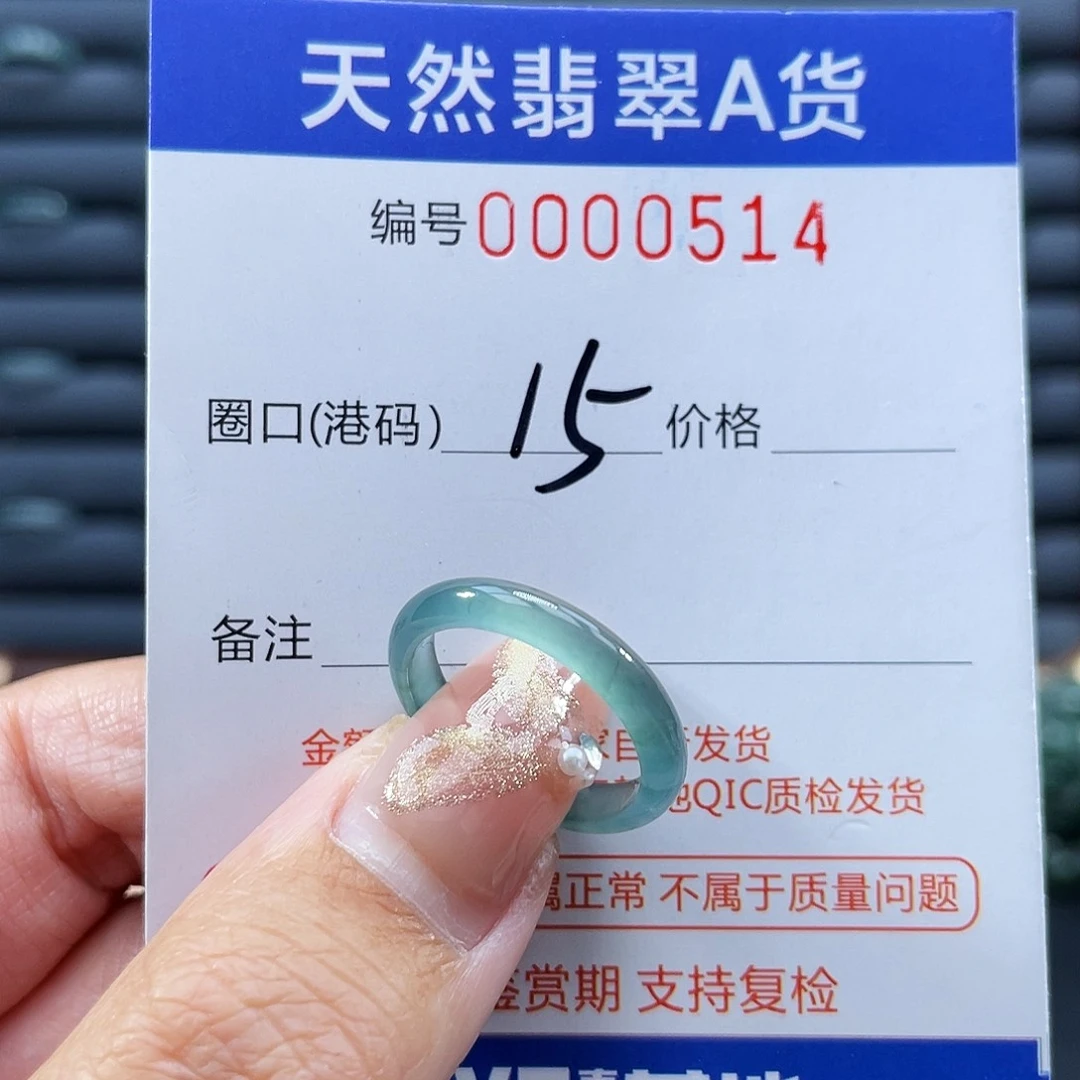 天然翡翠A货
编号0000514
圈口(港码) 15 价格
备注
金 发货
QIC质检发货
正常 不属于质量问题
赏期 支持复检